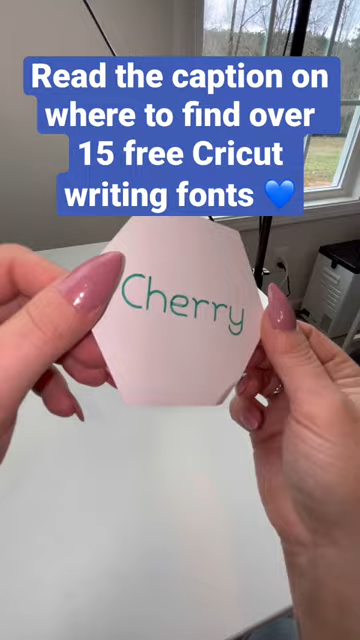 Read the caption on
where to find over
15 free Cricut
writing fonts 💙
Cherry